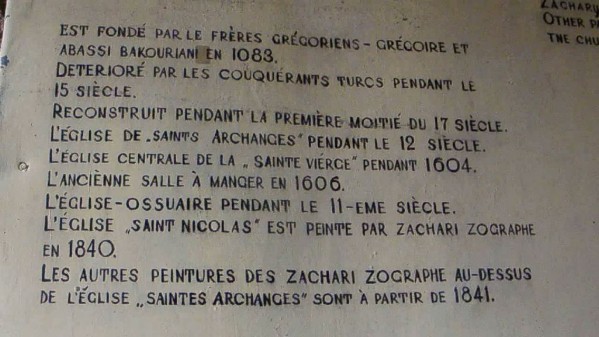 EST FONDÉ PAR LE FRÈRES GRÉGORIENS - GRÉGOIRE ET
ABASSI BAKOURIANI EN 1083.
DETERIORÉ PAR LES COUQUÉRANTS TURCS PENDANT LE
15 SIÈCLE.
RECONSTRUIT PENDANT LA PREMIÈRE MOITIÉ DU 17 SIÈCLE.
L'ÉGLISE DE „SAINTS ARCHANGES" PENDANT LE 12 SIÈCLE.
L'ÉGLISE CENTRALE DE LA „SAINTE VIÉRGE" PENDANT 1604.
L'ANCIÈNNE SALLE À MANGER EN 1606.
L'ÉGLISE-OSSUAIRE PENDANT LE 11-EME SIÈCLE.
L'ÉGLISE „SAINT NICOLAS" EST PEINTE PAR ZACHARI ZOGRAPHE
EN 1840.
LES AUTRES PEINTURES DES ZACHARI ZOGRAPHE AU-DESSUS
DE L'ÉGLISE „SAINTES ARCHANGES" SONT À PARTIR DE 1841.
OTHER
THE